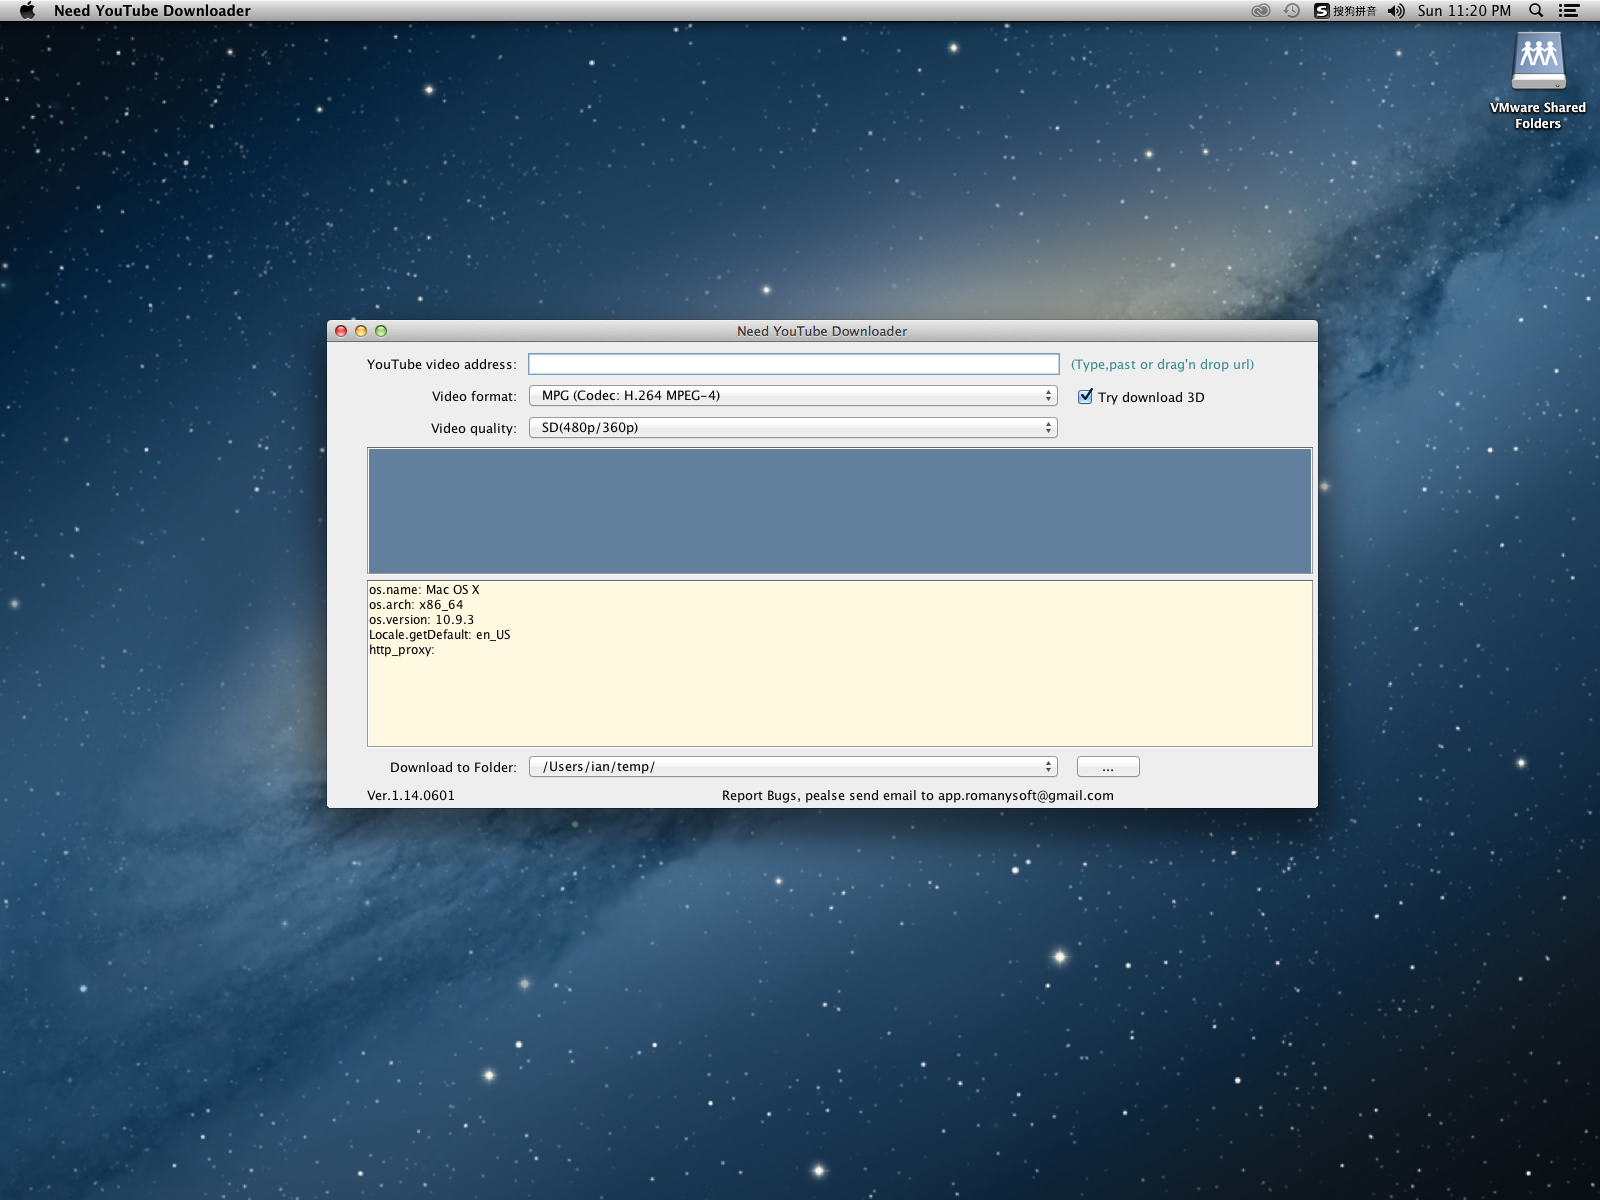 Need YouTube Downloader
S 搜狗拼音 Sun 11:20 PM
VMware Shared
Folders
Need YouTube Downloader
YouTube video address: (Type,past or drag'n drop url)
Video format: MPG (Codec: H.264 MPEG-4) Try download 3D
Video quality: SD(480p/360p)
os.name: Mac OS X
os.arch: x86_64
os.version: 10.9.3
Locale.getDefault: en_US
http_proxy:
Download to Folder: /Users/ian/temp/ ...
Ver.1.14.0601 Report Bugs, pealse send email to app.romanysoft@gmail.com